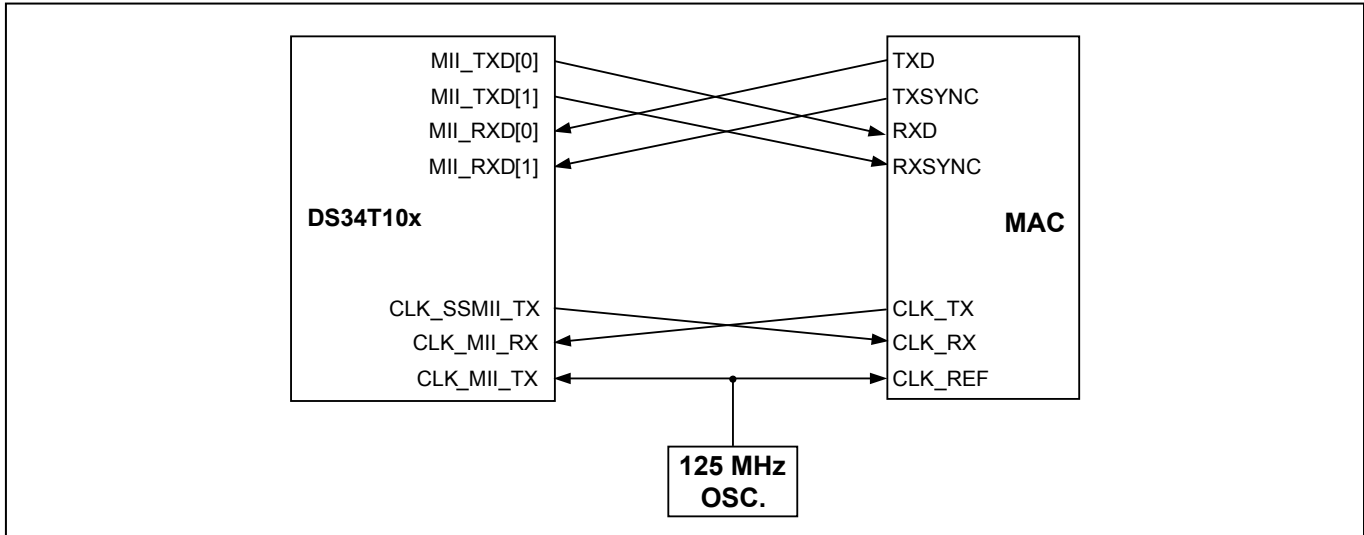 MII_TXD[0]
MII_TXD[1]
MII_RXD[0]
MII_RXD[1]
DS34T10x
CLK_SSMII_TX
CLK_MII_RX
CLK_MII_TX
TXD
TXSYNC
RXD
RXSYNC
MAC
CLK_TX
CLK_RX
CLK_REF
125 MHz
OSC.